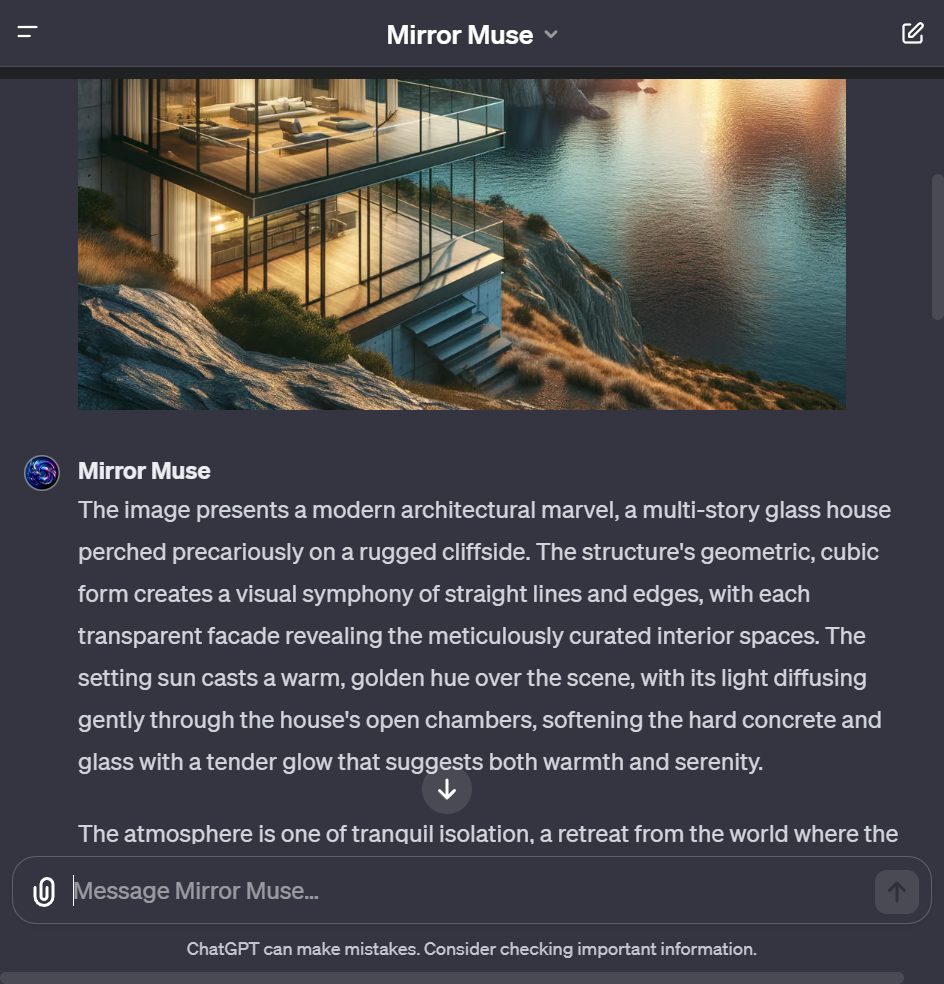 Mirror Muse
Mirror Muse
The image presents a modern architectural marvel, a multi-story glass house
perched precariously on a rugged cliffside. The structure's geometric, cubic
form creates a visual symphony of straight lines and edges, with each
transparent facade revealing the meticulously curated interior spaces. The
setting sun casts a warm, golden hue over the scene, with its light diffusing
gently through the house's open chambers, softening the hard concrete and
glass with a tender glow that suggests both warmth and serenity.
The atmosphere is one of tranquil isolation, a retreat from the world where the
Message Mirror Muse...
ChatGPT can make mistakes. Consider checking important information.